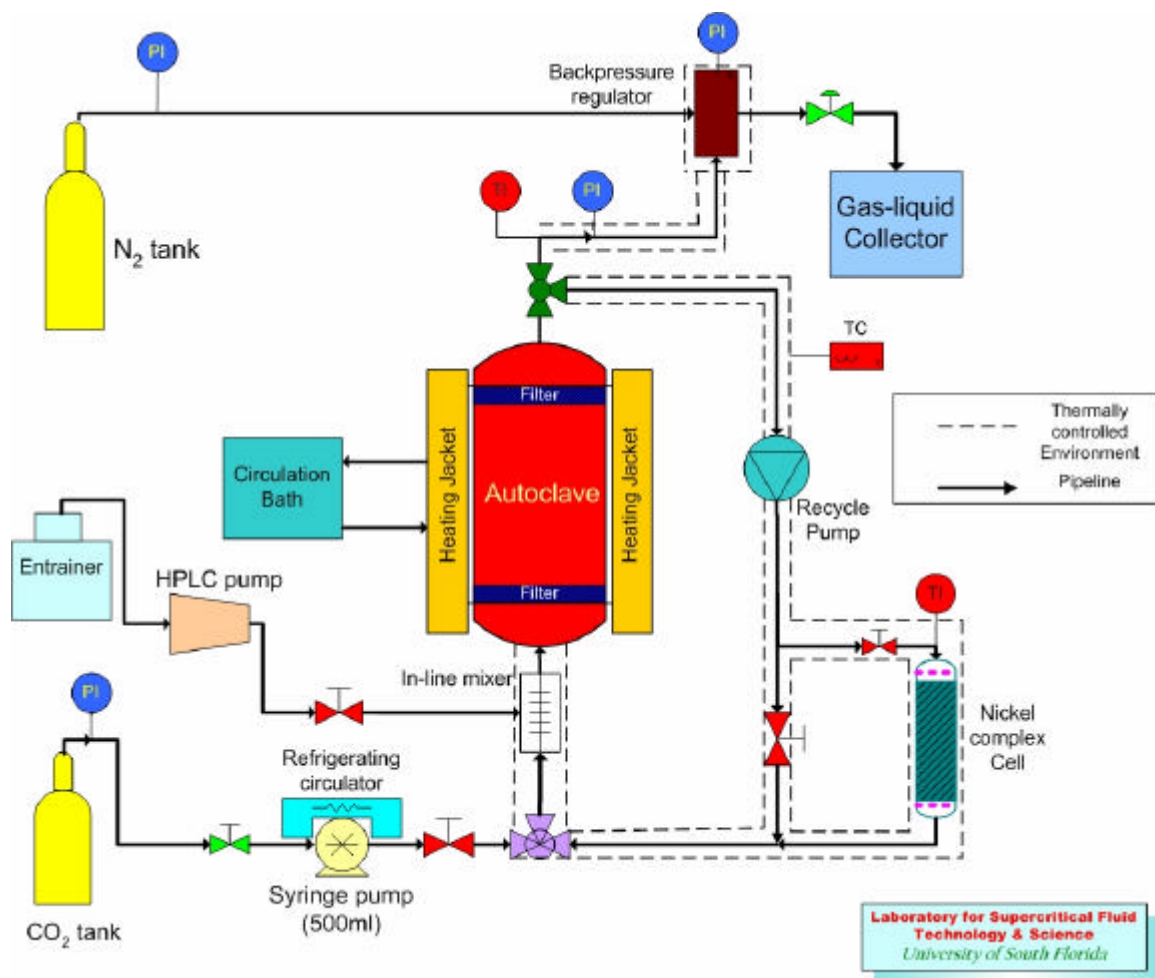 PI
PI
Backpressure
regulator
TI
PI
Gas-liquid
Collector
N2 tank
TC
Filter
Thermally
controlled
Environment
Pipeline
Heating Jacket
Heating Jacket
Circulation
Bath
Autoclave
Recycle
Pump
Entrainer
HPLC pump
Filter
TI
In-line mixer
PI
Nickel
complex
Cell
Refrigerating
circulator
Syringe pump
(500ml)
CO2 tank
Laboratory for Supercritical Fluid
Technology & Science
University of South Florida